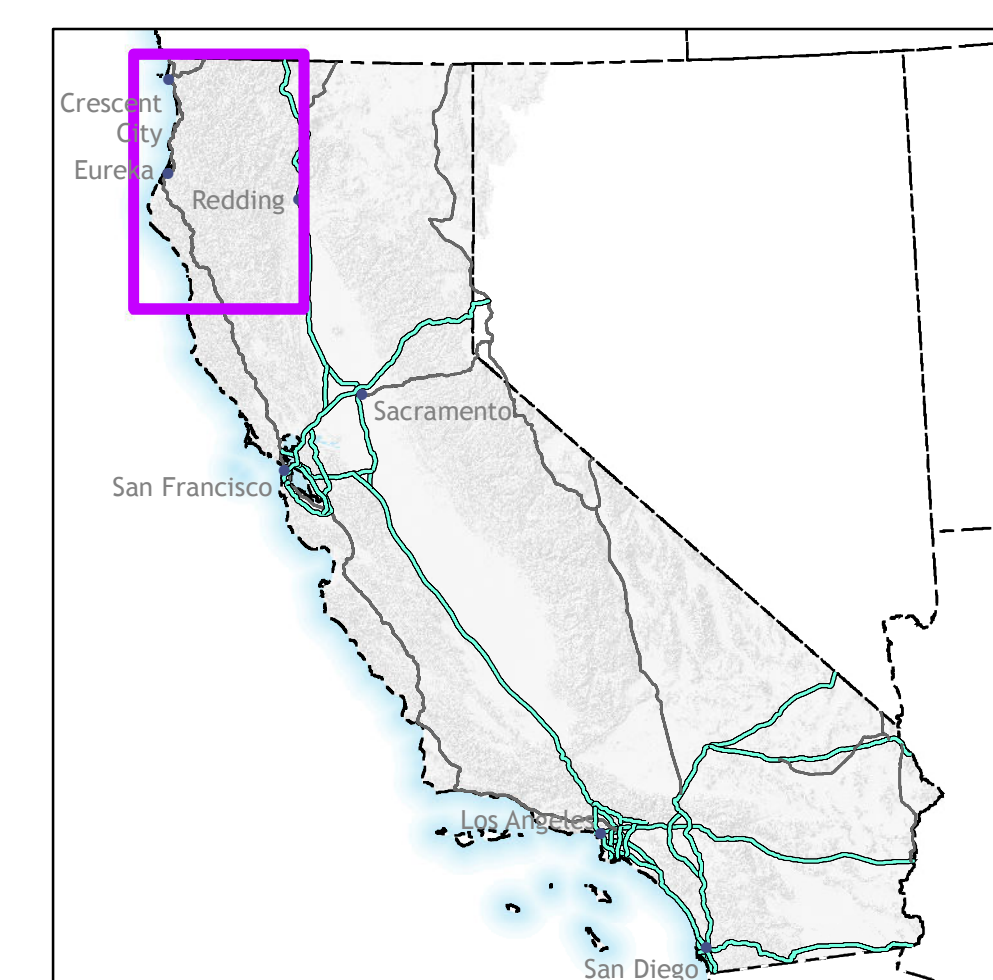 Crescent
City
Eureka
Redding
Sacramento
San Francisco
Los Angeles
San Diego